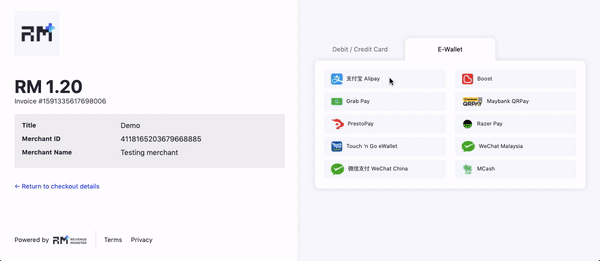 RM
RM 1.20
Invoice #1591335617698006
Title Demo
Merchant ID 4118165203679668885
Merchant Name Testing merchant
← Return to checkout details
Powered by RM REVENUE MONSTER Terms Privacy
Debit / Credit Card E-Wallet
支付宝 Alipay Boost
Grab Pay Maybank QRPay
PrestoPay Razer Pay
Touch 'n Go eWallet WeChat Malaysia
微信支付 WeChat China MCash